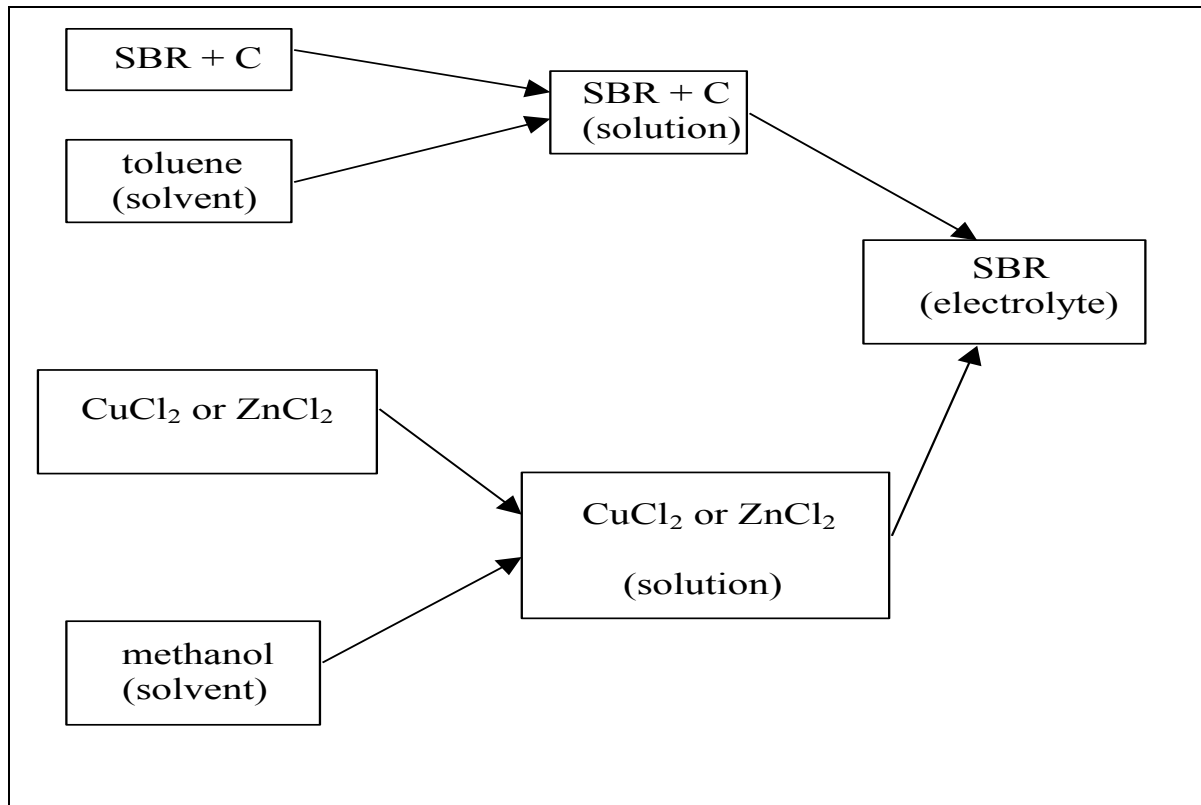 SBR + C
toluene
(solvent)
SBR + C
(solution)
SBR
(electrolyte)
CuCl₂ or ZnCl₂
CuCl₂ or ZnCl₂
(solution)
methanol
(solvent)